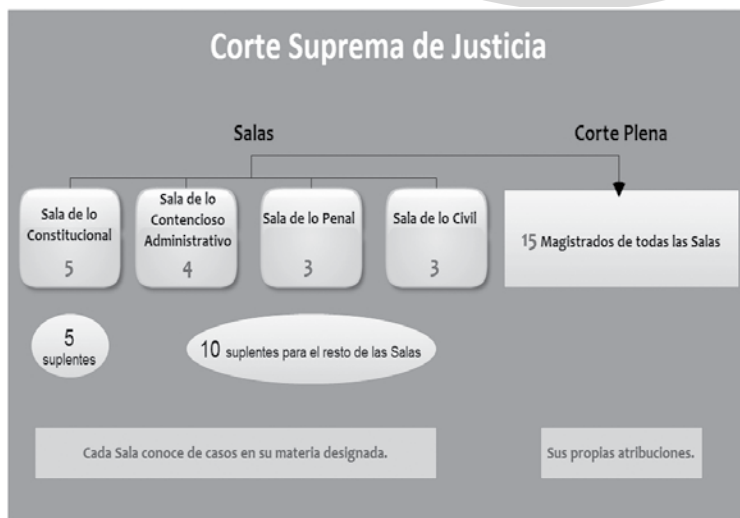 Corte Suprema de Justicia
Salas
Corte Plena
Sala de lo
Constitucional
5
Sala de lo
Contencioso
Administrativo
4
Sala de lo Penal
3
Sala de lo Civil
3
15 Magistrados de todas las Salas
5
suplentes
10 suplentes para el resto de las Salas
Cada Sala conoce de casos en su materia designada.
Sus propias atribuciones.